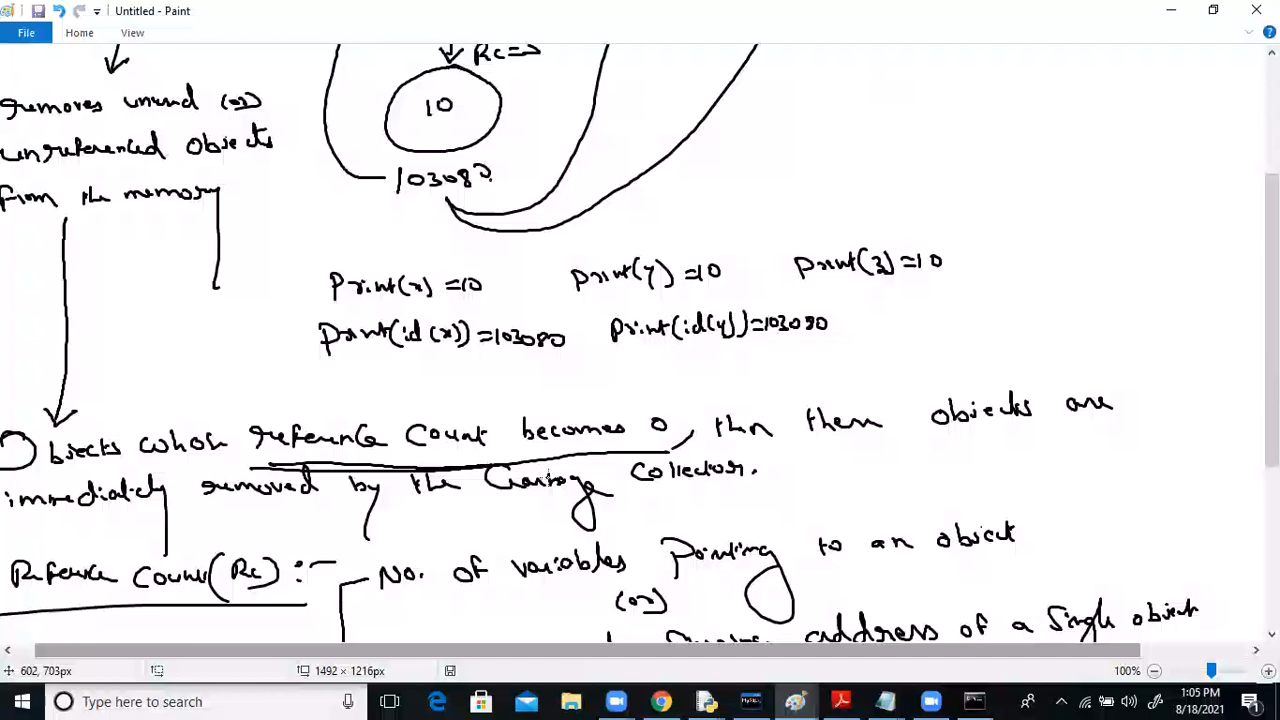 Untitled - Paint
File Home View
Rc=3
10
103080
removes unused (or)
unreferenced objects
from the memory
print(x) =10 print(y) =10 print(z) =10
print(id(x)) =103080 print(id(y)) =103080
Objects whose reference Count becomes 0, then them objects are
immediately removed by the Garbage Collector.
Reference Count(Rc) :- No. of variables Pointing to an object
(or)
address of a Single object
602, 703px 1492 × 1216px 100%
Type here to search
1:05 PM
8/18/2021